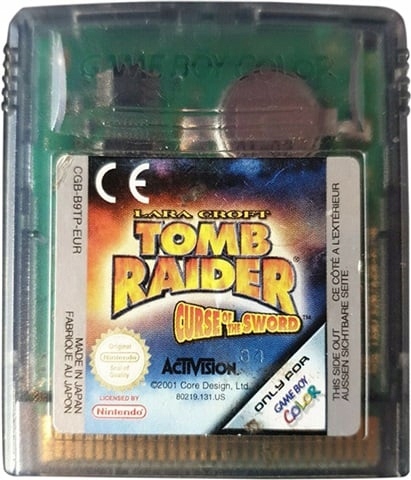 GAME BOY COLOR
CE
CGB-B9TP-EUR
MADE IN JAPAN
FABRIQUÉ AU JAPON
LARA CROFT
TOMB
RAIDER
®
CURSE OF THE SWORD™
Original
Nintendo
Seal of
Quality
LICENSED BY
Nintendo
ACTIVISION.
©2001 Core Design, Ltd.
80219.131.US
ONLY FOR
GAME BOY
COLOR
THIS SIDE OUT CE CÔTÉ A L'EXTÉRIEUR
AUSSEN SICHTBARE SEITE